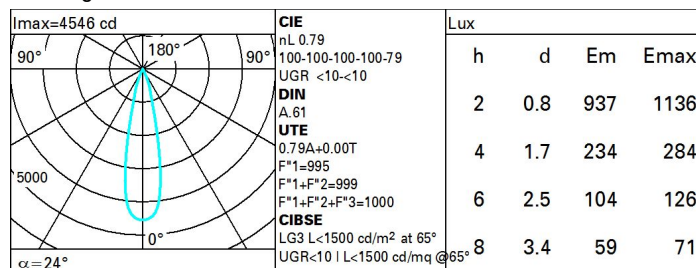 Imax=4546 cd
90°
180°
90°
5000
0°
α=24°
CIE
nL 0.79
100-100-100-100-79
UGR <10-<10
DIN
A.61
UTE
0.79A+0.00T
F"1=995
F"1+F"2=999
F"1+F"2+F"3=1000
CIBSE
LG3 L<1500 cd/m² at 65°
UGR<10 | L<1500 cd/mq @65°
Lux
h d Em Emax
2 0.8 937 1136
4 1.7 234 284
6 2.5 104 126
8 3.4 59 71